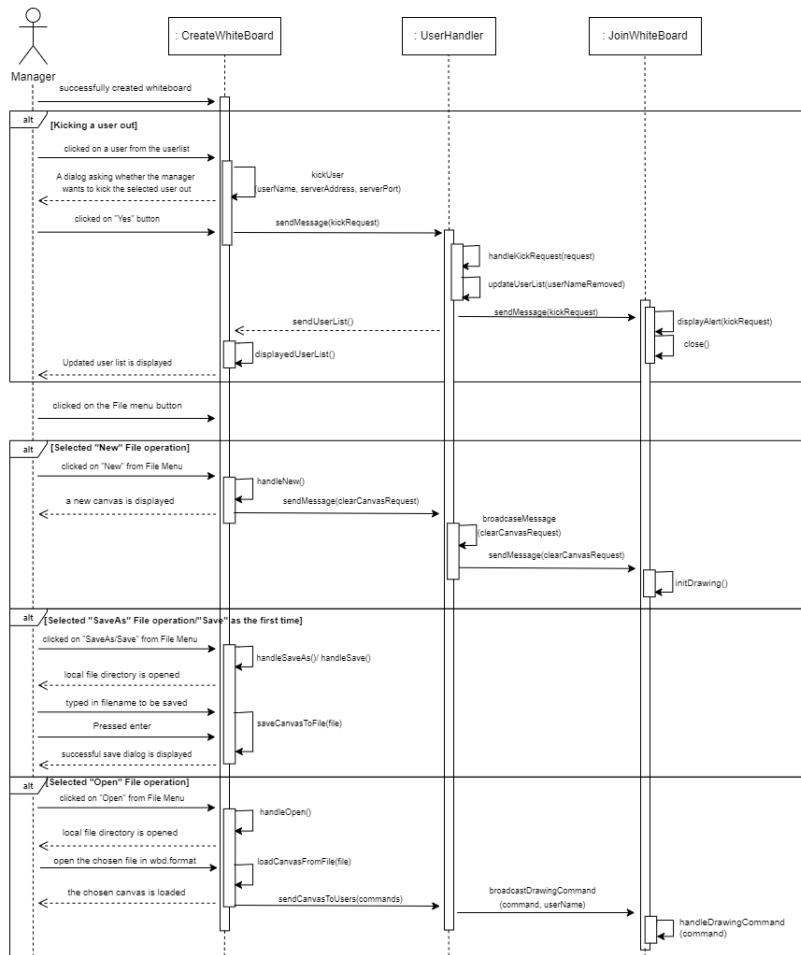 : CreateWhiteBoard
: UserHandler
: JoinWhiteBoard
Manager
successfully created whiteboard
alt
[Kicking a user out]
clicked on a user from the userlist
A dialog asking whether the manager
wants to kick the selected user out
kickUser
(userName, serverAddress, serverPort)
clicked on "Yes" button
sendMessage(kickRequest)
handleKickRequest(request)
updateUserList(userNameRemoved)
sendMessage(kickRequest)
displayAlert(kickRequest)
sendUserList()
close()
displayedUserList()
Updated user list is displayed
clicked on the File menu button
alt
[Selected "New" File operation]
clicked on "New" from File Menu
handleNew()
a new canvas is displayed
sendMessage(clearCanvasRequest)
broadcaseMessage
(clearCanvasRequest)
sendMessage(clearCanvasRequest)
initDrawing()
alt
[Selected "SaveAs" File operation/"Save" as the first time]
clicked on "SaveAs/Save" from File Menu
handleSaveAs()/ handleSave()
local file directory is opened
typed in filename to be saved
Pressed enter
saveCanvasToFile(file)
successful save dialog is displayed
alt
[Selected "Open" File operation]
clicked on "Open" from File Menu
handleOpen()
local file directory is opened
open the chosen file in wbd.format
loadCanvasFromFile(file)
the chosen canvas is loaded
sendCanvasToUsers(commands)
broadcastDrawingCommand
(command, userName)
handleDrawingCommand
(command)